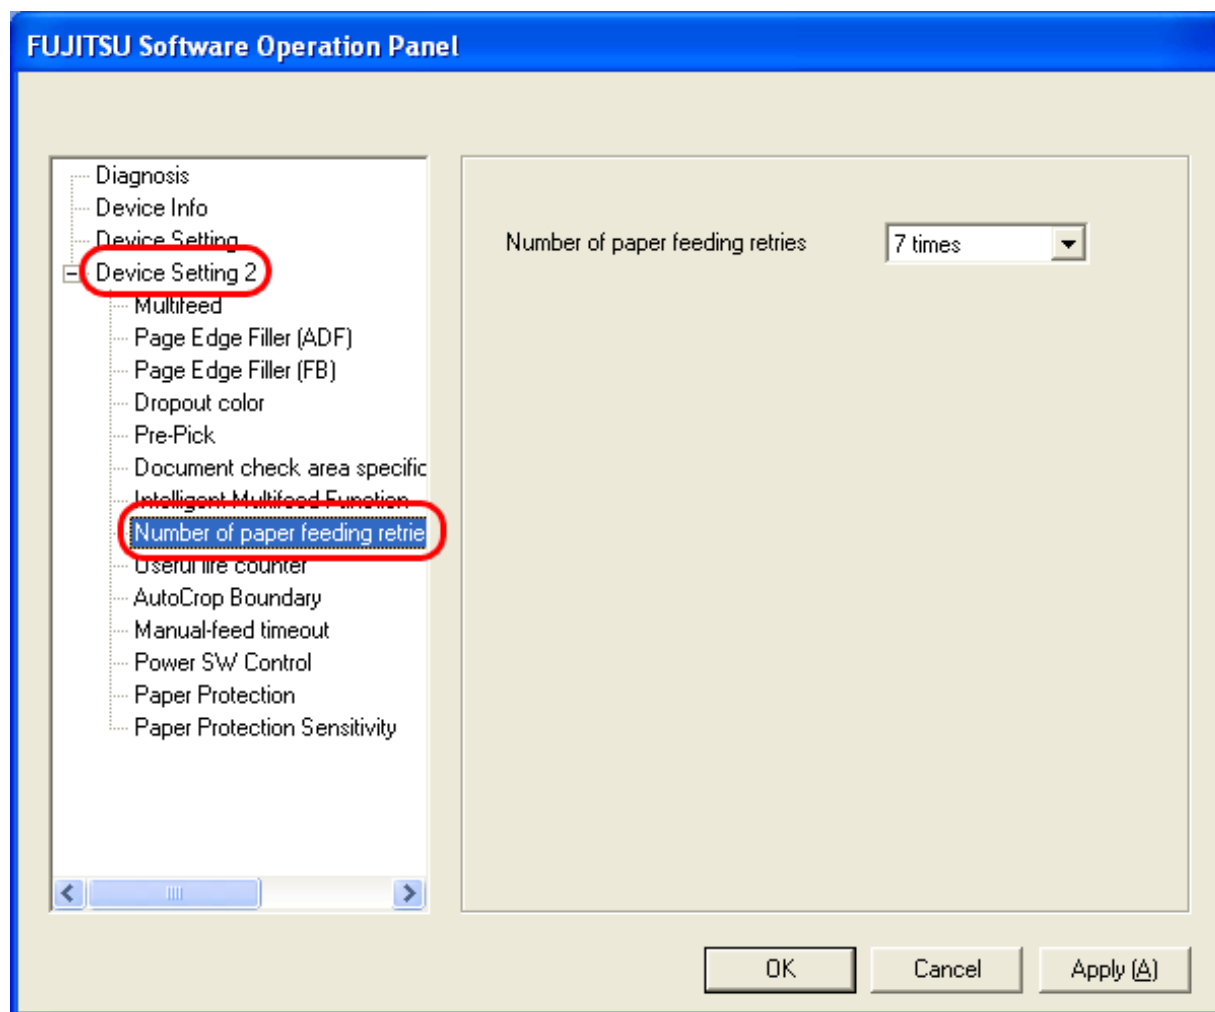 FUJITSU Software Operation Panel
Diagnosis
Device Info
Device Setting
Device Setting 2
Multifeed
Page Edge Filler (ADF)
Page Edge Filler (FB)
Dropout color
Pre-Pick
Document check area specific
Intelligent Multifeed Function
Number of paper feeding retrie
Useful life counter
AutoCrop Boundary
Manual-feed timeout
Power SW Control
Paper Protection
Paper Protection Sensitivity
Number of paper feeding retries
7 times
OK
Cancel
Apply (A)